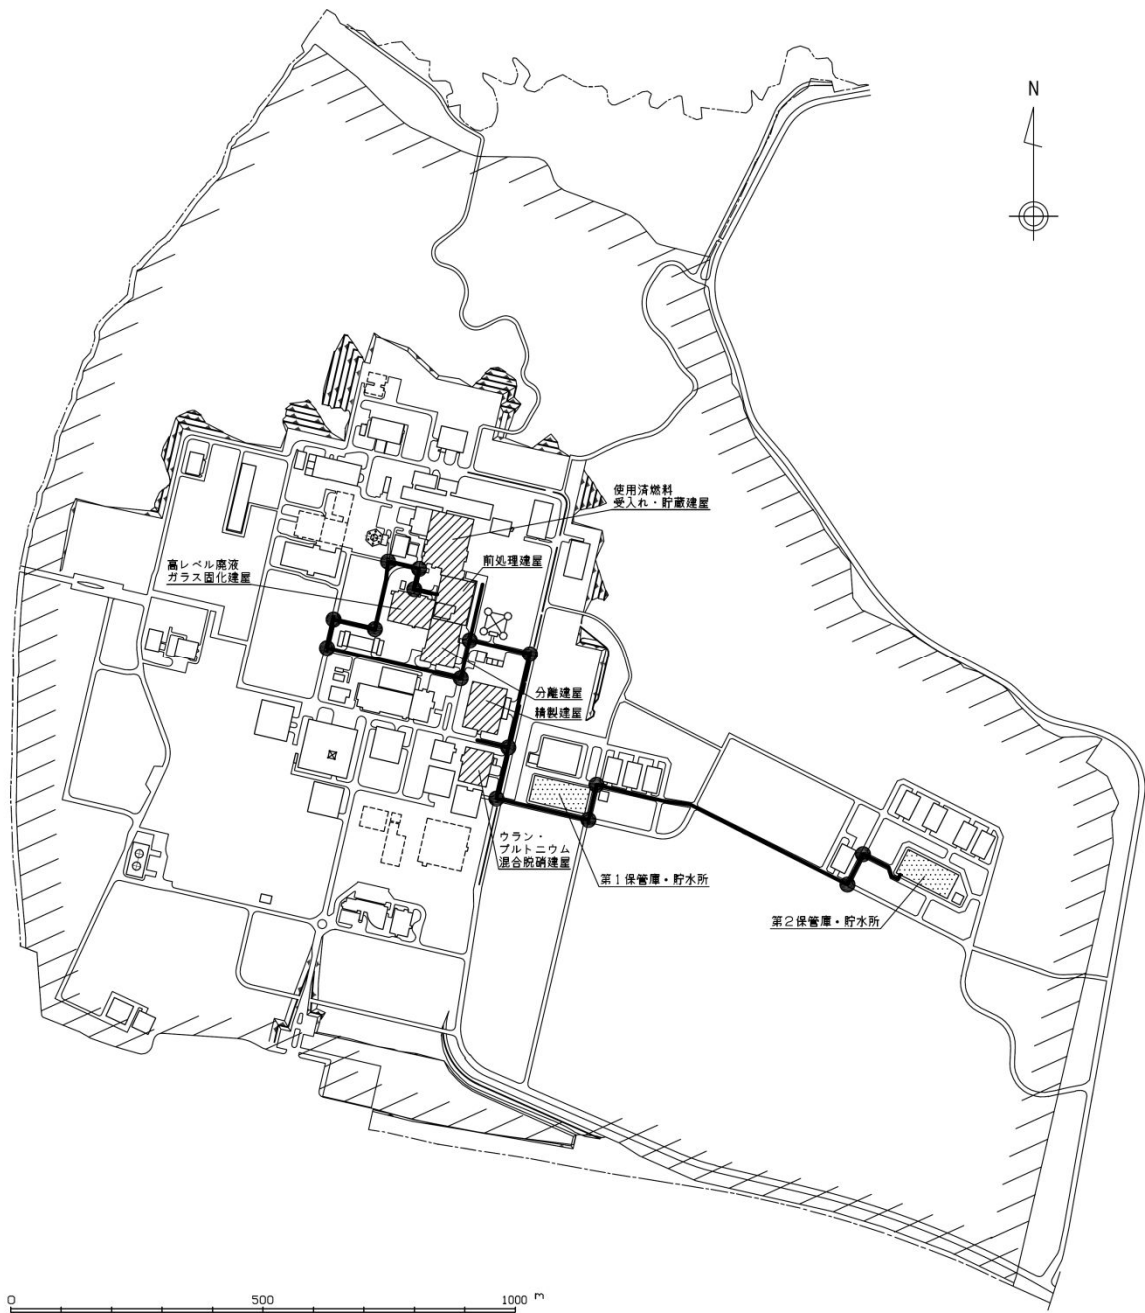 N
使用済燃料
受入れ・貯蔵建屋
前処理建屋
高レベル廃液
ガラス固化建屋
分離建屋
精製建屋
ウラン・
プルトニウム
混合脱硝建屋
第1保管庫・貯水所
第2保管庫・貯水所
0 500 1000 m